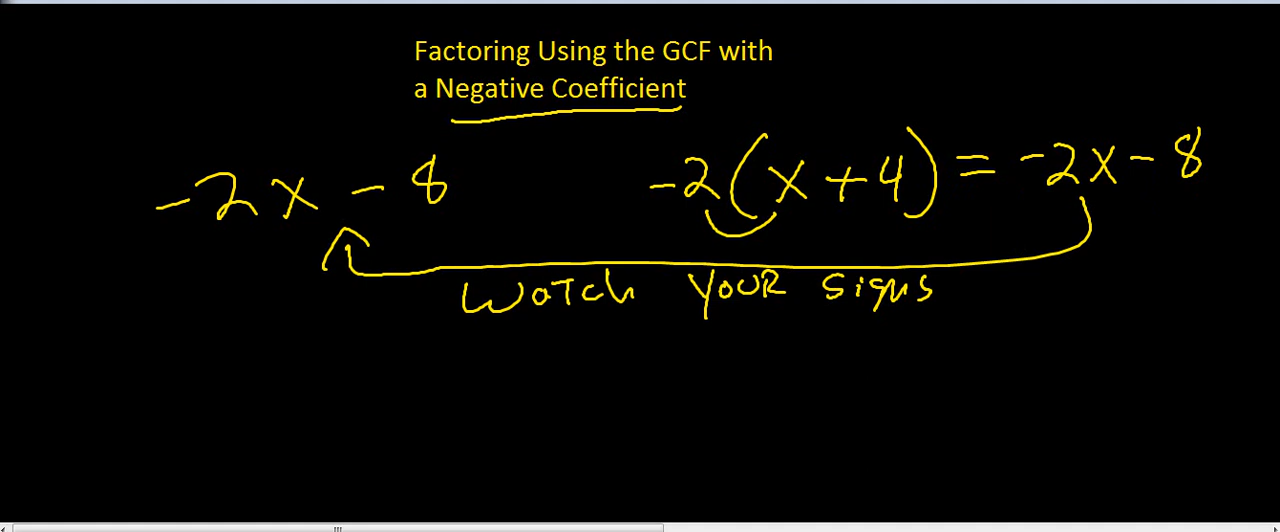 Factoring Using the GCF with
a Negative Coefficient
-2x - 8
-2(x + 4) = -2x - 8
Watch YOUR Signs